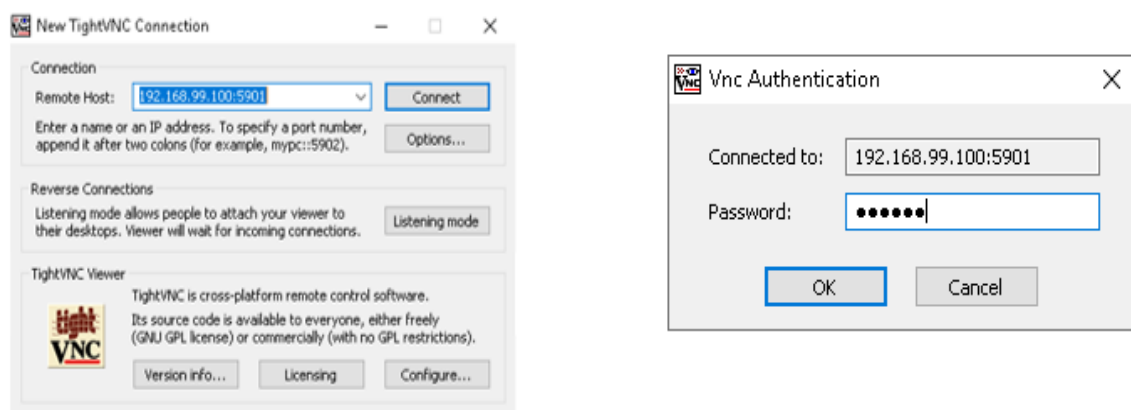 New TightVNC Connection
Connection
Remote Host:
192.168.99.100:5901
Connect
Enter a name or an IP address. To specify a port number,
append it after two colons (for example, mypc::5902).
Options...
Reverse Connections
Listening mode allows people to attach your viewer to
their desktops. Viewer will wait for incoming connections.
Listening mode
TightVNC Viewer
tight
VNC
TightVNC is cross-platform remote control software.
Its source code is available to everyone, either freely
(GNU GPL license) or commercially (with no GPL restrictions).
Version info...
Licensing
Configure...
Vnc Authentication
Connected to:
192.168.99.100:5901
Password:
●●●●●●
OK
Cancel